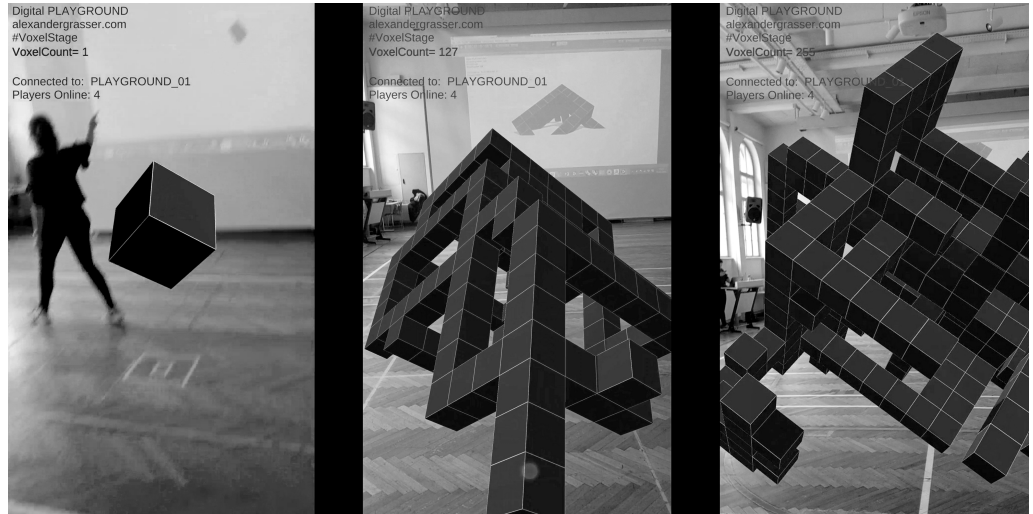 Digital PLAYGROUND
alexandergrasser.com
#VoxelStage
VoxelCount= 1
Connected to: PLAYGROUND_01
Players Online: 4
Digital PLAYGROUND
alexandergrasser.com
#VoxelStage
VoxelCount= 127
Connected to: PLAYGROUND_01
Players Online: 4
Digital PLAYGROUND
alexandergrasser.com
#VoxelStage
VoxelCount= 255
Connected to: PLAYGROUND_01
Players Online: 4